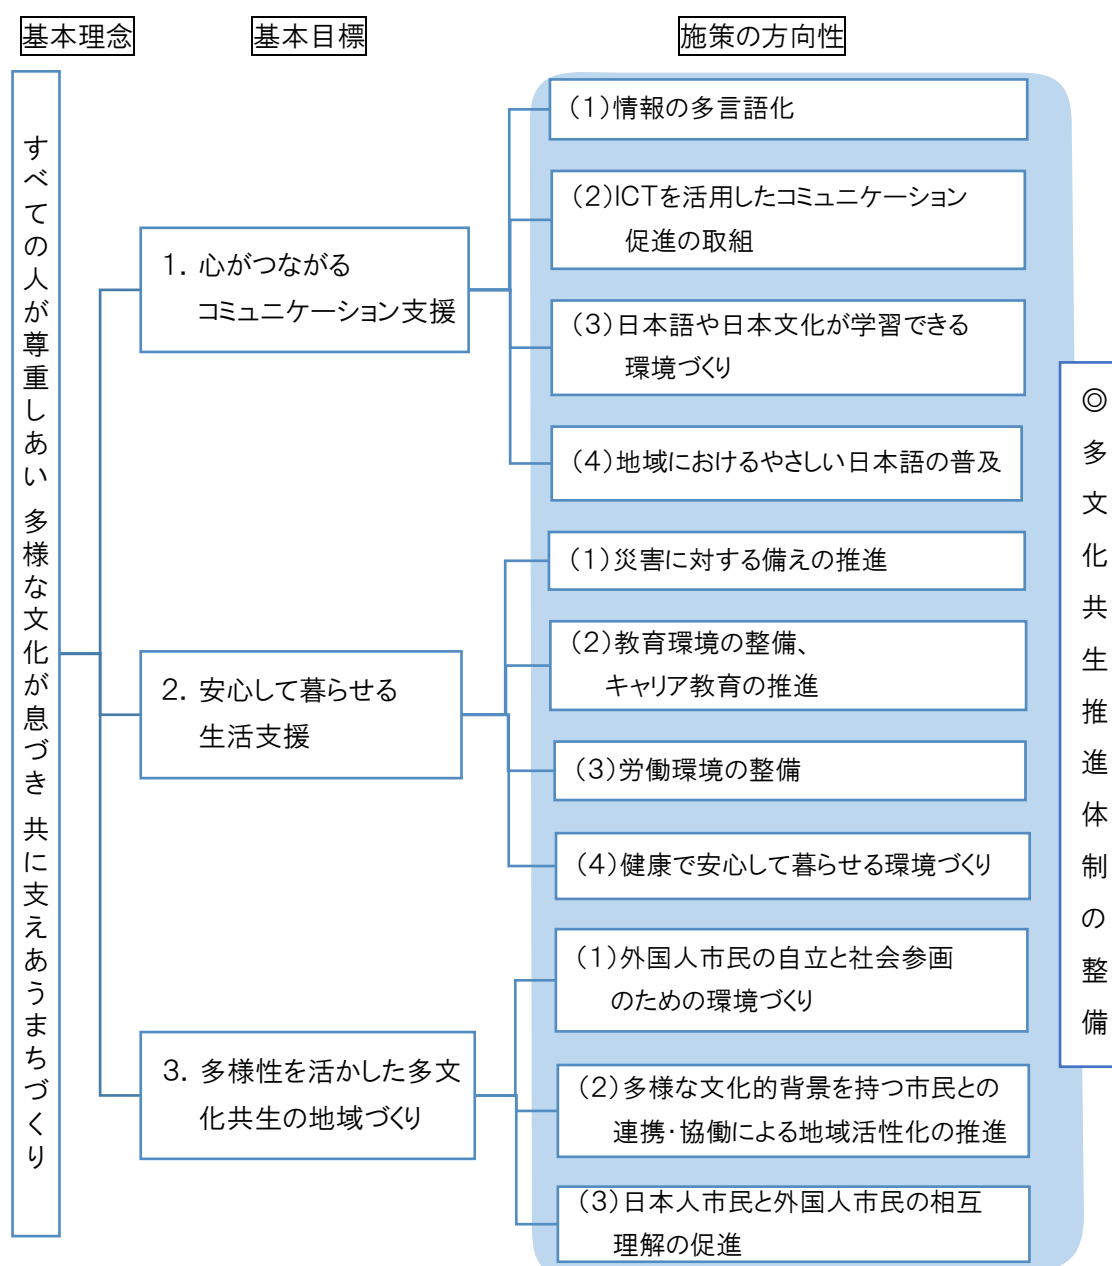 基本理念
基本目標
施策の方向性
すべての人が尊重しあい 多様な文化が息づき 共に支えあうまちづくり
1．心がつながる
コミュニケーション支援
（1）情報の多言語化
（2）ICTを活用したコミュニケーション
促進の取組
（3）日本語や日本文化が学習できる
環境づくり
（4）地域におけるやさしい日本語の普及
2．安心して暮らせる
生活支援
（1）災害に対する備えの推進
（2）教育環境の整備、
キャリア教育の推進
（3）労働環境の整備
（4）健康で安心して暮らせる環境づくり
3．多様性を活かした多文
化共生の地域づくり
（1）外国人市民の自立と社会参画
のための環境づくり
（2）多様な文化的背景を持つ市民との
連携・協働による地域活性化の推進
（3）日本人市民と外国人市民の相互
理解の促進
◎多文化共生推進体制の整備